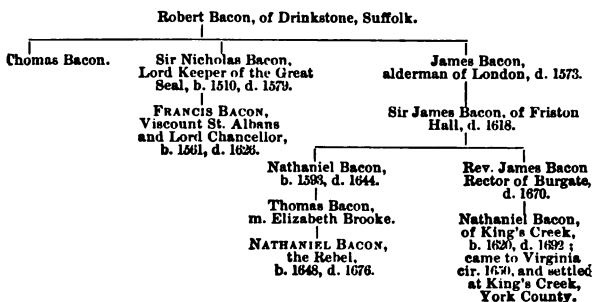 Robert Bacon, of Drinkstone, Suffolk.
Thomas Bacon.
Sir Nicholas Bacon,
Lord Keeper of the Great
Seal, b. 1510, d. 1579.
James Bacon,
alderman of London, d. 1573.
FRANCIS BACON,
Viscount St. Albans
and Lord Chancellor,
b. 1561, d. 1626.
Sir James Bacon, of Friston
Hall, d. 1618.
Nathaniel Bacon,
b. 1593, d. 1644.
Rev. James Bacon
Rector of Burgate,
d. 1670.
Thomas Bacon,
m. Elizabeth Brooke.
Nathaniel Bacon,
of King's Creek,
b. 1620, d. 1692;
came to Virginia
cir. 1650, and settled
at King's Creek,
York County.
NATHANIEL BACON,
the Rebel,
b. 1648, d. 1676.